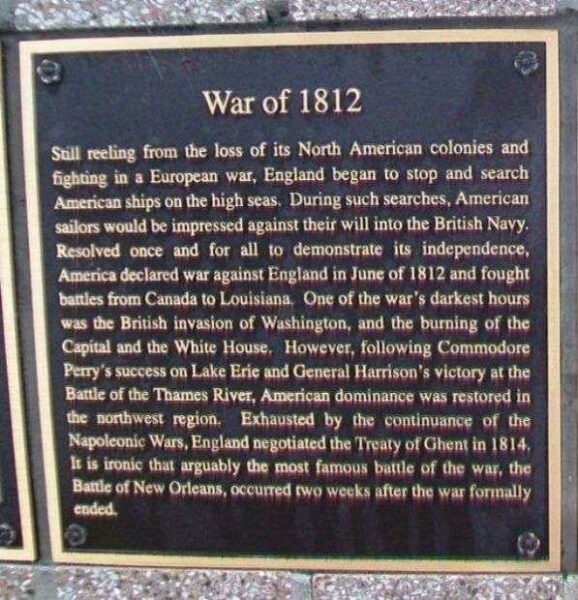 War of 1812
Still reeling from the loss of its North American colonies and
fighting in a European war, England began to stop and search
American ships on the high seas. During such searches, American
sailors would be impressed against their will into the British Navy.
Resolved once and for all to demonstrate its independence,
America declared war against England in June of 1812 and fought
battles from Canada to Louisiana. One of the war's darkest hours
was the British invasion of Washington, and the burning of the
Capital and the White House. However, following Commodore
Perry's success on Lake Erie and General Harrison's victory at the
Battle of the Thames River, American dominance was restored in
the northwest region. Exhausted by the continuance of the
Napoleonic Wars, England negotiated the Treaty of Ghent in 1814.
It is ironic that arguably the most famous battle of the war, the
Battle of New Orleans, occurred two weeks after the war formally
ended.